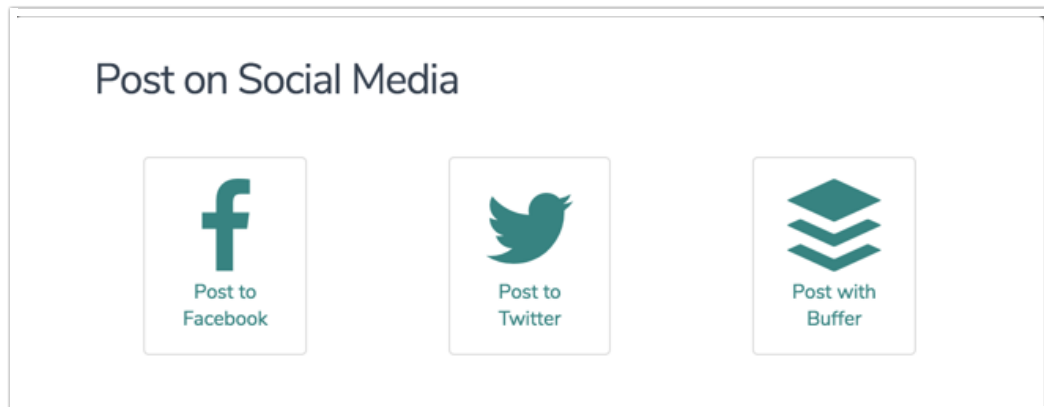 Post on Social Media
Post to
Facebook
Post to
Twitter
Post with
Buffer